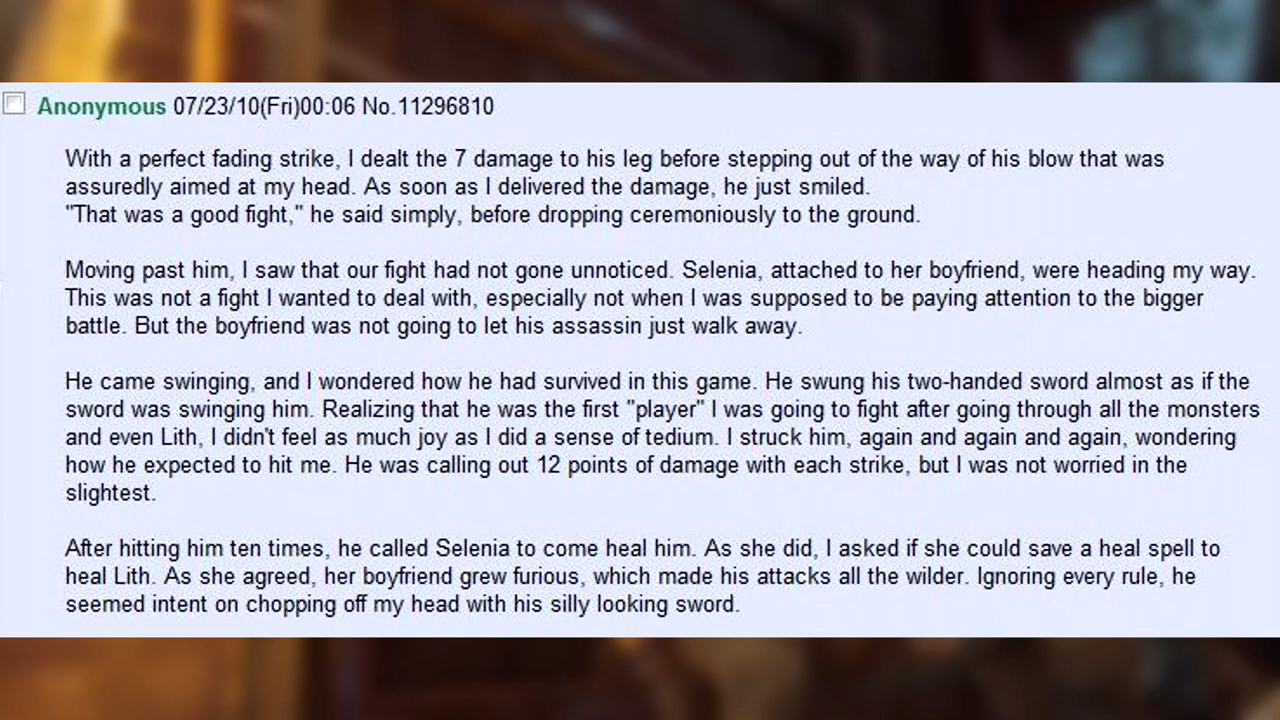 Anonymous 07/23/10(Fri)00:06 No.11296810
With a perfect fading strike, I dealt the 7 damage to his leg before stepping out of the way of his blow that was
assuredly aimed at my head. As soon as I delivered the damage, he just smiled.
"That was a good fight," he said simply, before dropping ceremoniously to the ground.
Moving past him, I saw that our fight had not gone unnoticed. Selenia, attached to her boyfriend, were heading my way.
This was not a fight I wanted to deal with, especially not when I was supposed to be paying attention to the bigger
battle. But the boyfriend was not going to let his assassin just walk away.
He came swinging, and I wondered how he had survived in this game. He swung his two-handed sword almost as if the
sword was swinging him. Realizing that he was the first "player" I was going to fight after going through all the monsters
and even Lith, I didn't feel as much joy as I did a sense of tedium. I struck him, again and again and again, wondering
how he expected to hit me. He was calling out 12 points of damage with each strike, but I was not worried in the
slightest.
After hitting him ten times, he called Selenia to come heal him. As she did, I asked if she could save a heal spell to
heal Lith. As she agreed, her boyfriend grew furious, which made his attacks all the wilder. Ignoring every rule, he
seemed intent on chopping off my head with his silly looking sword.